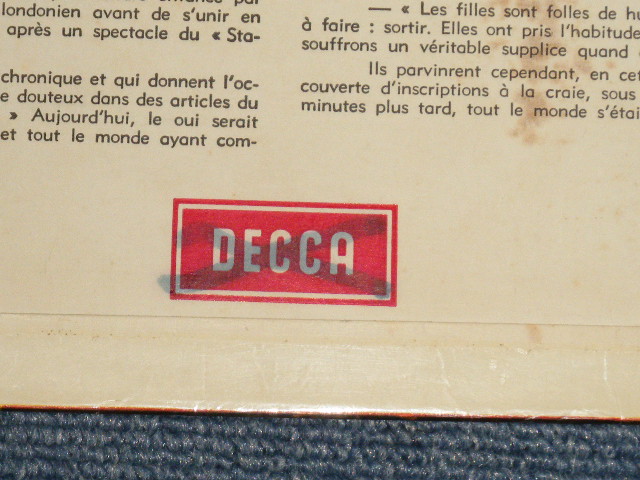 londonien avant de s'unir en
après un spectacle du « Sta-
chronique et qui donnent l'oc-
e douteux dans des articles du
» Aujourd'hui, le oui serait
et tout le monde ayant com-
— « Les filles sont folles de
à faire : sortir. Elles ont pris l'habitude
souffrons un véritable supplice quand
Ils parvinrent cependant, en
couverte d'inscriptions à la craie, sous
minutes plus tard, tout le monde s'étai
DECCA